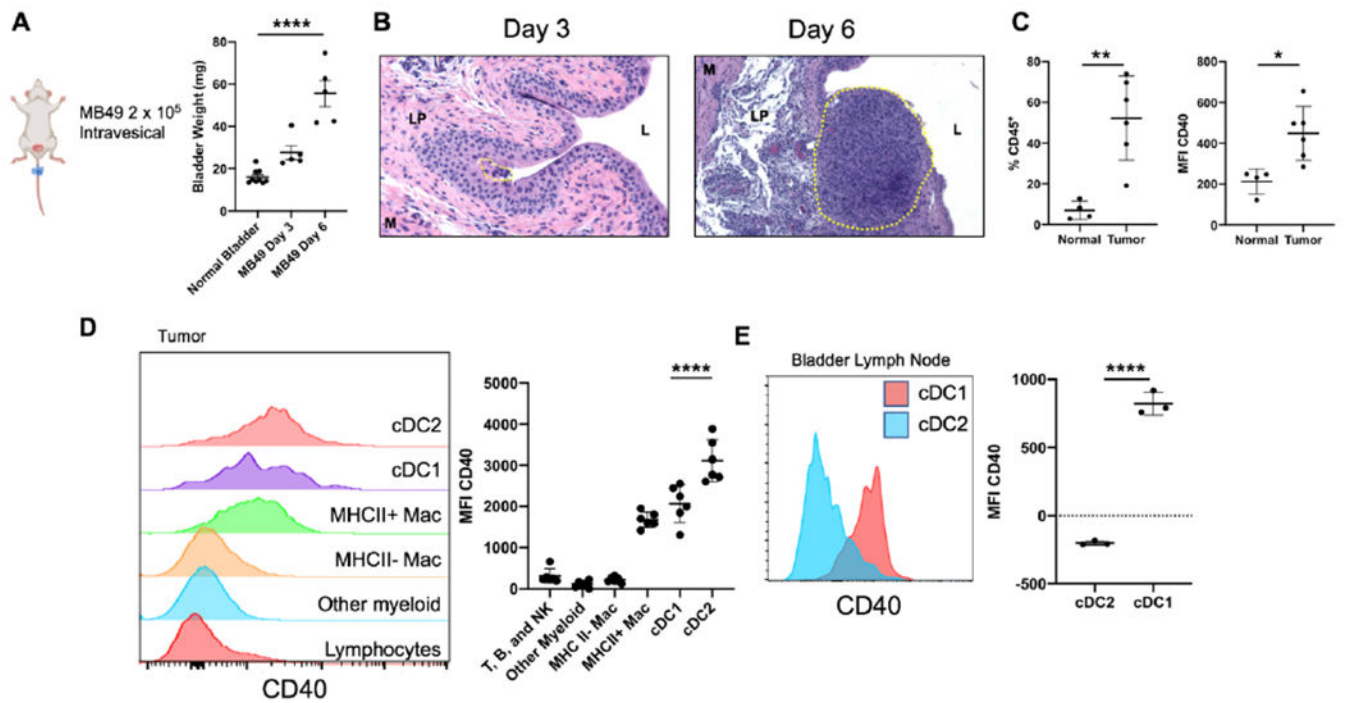 A
MB49 2 x 10⁵
Intravesical
****
Bladder Weight (mg)
80
60
40
20
0
Normal Bladder
MB49 Day 3
MB49 Day 6
B
Day 3
Day 6
LP
L
M
M
LP
L
C
**
% CD45⁺
80
60
40
20
0
Normal Tumor
*
MFI CD40
800
600
400
200
0
Normal Tumor
D
Tumor
cDC2
cDC1
MHCII+ Mac
MHCII- Mac
Other myeloid
Lymphocytes
CD40
****
MFI CD40
5000
4000
3000
2000
1000
0
T, B, and NK
Other Myeloid
MHC II- Mac
MHCII+ Mac
cDC1
cDC2
E
Bladder Lymph Node
cDC1
cDC2
CD40
****
MFI CD40
1000
500
0
-500
cDC2 cDC1